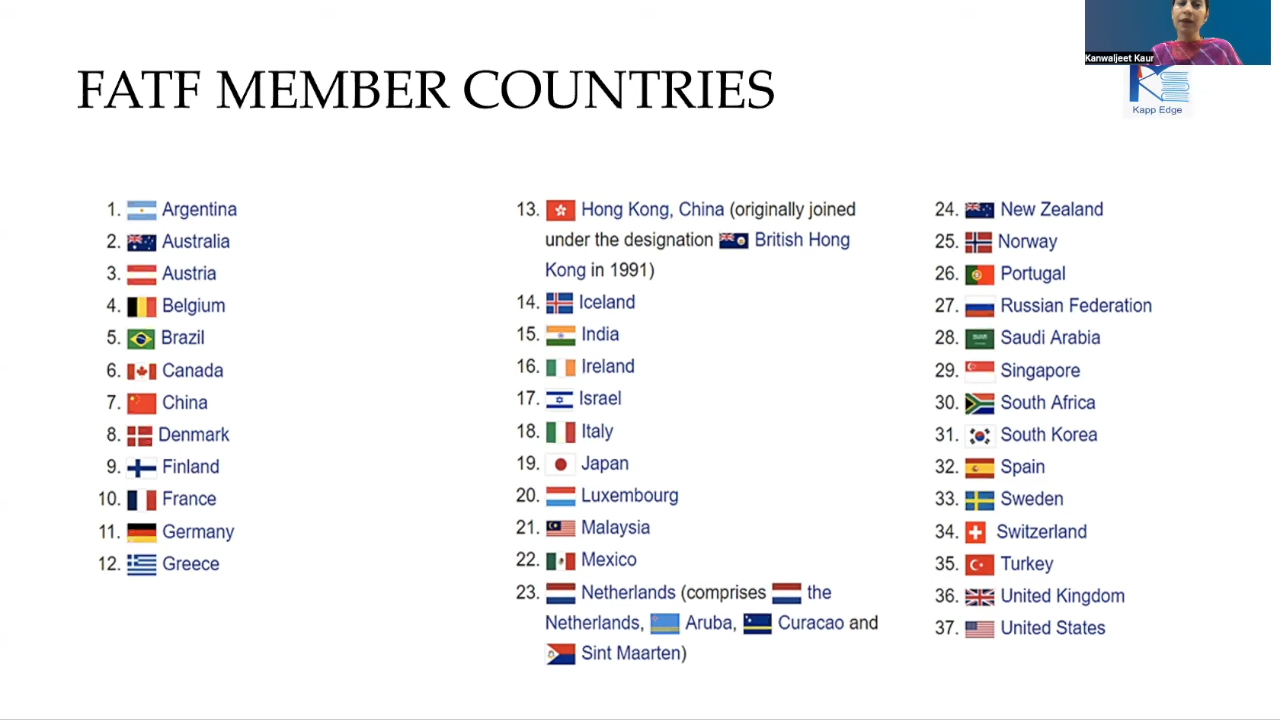 Kanwaljeet Kaur
Kapp Edge
FATF MEMBER COUNTRIES
1. Argentina
2. Australia
3. Austria
4. Belgium
5. Brazil
6. Canada
7. China
8. Denmark
9. Finland
10. France
11. Germany
12. Greece
13. Hong Kong, China (originally joined
under the designation British Hong
Kong in 1991)
14. Iceland
15. India
16. Ireland
17. Israel
18. Italy
19. Japan
20. Luxembourg
21. Malaysia
22. Mexico
23. Netherlands (comprises the
Netherlands, Aruba, Curacao and
Sint Maarten)
24. New Zealand
25. Norway
26. Portugal
27. Russian Federation
28. Saudi Arabia
29. Singapore
30. South Africa
31. South Korea
32. Spain
33. Sweden
34. Switzerland
35. Turkey
36. United Kingdom
37. United States